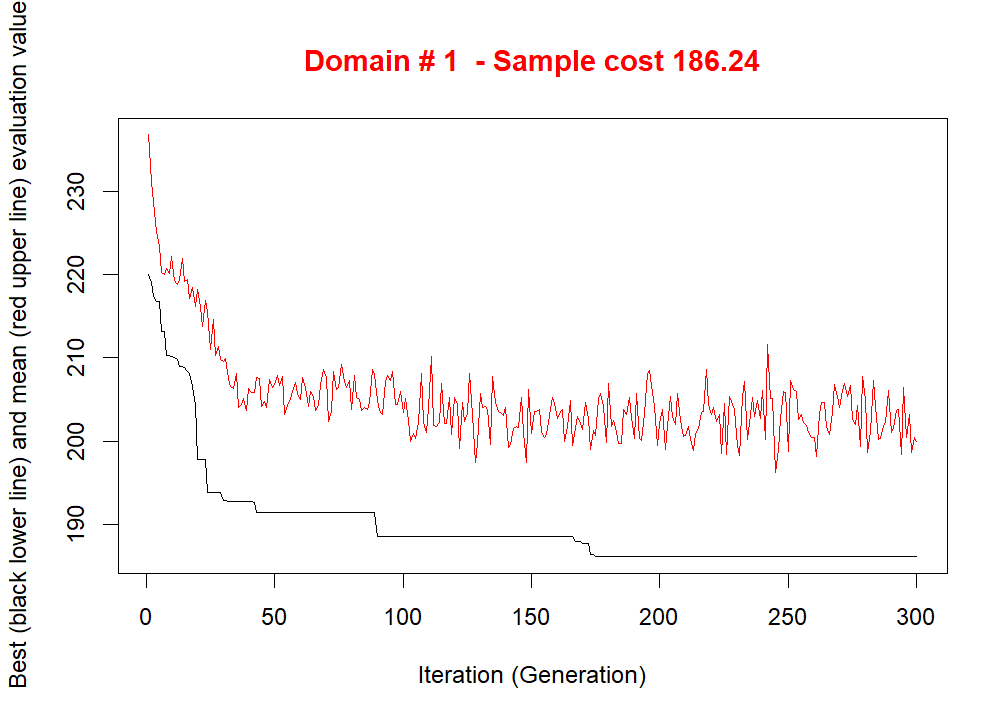 Domain # 1  - Sample cost 186.24
Best (black lower line) and mean (red upper line) evaluation value
230
220
210
200
190
0 50 100 150 200 250 300
Iteration (Generation)